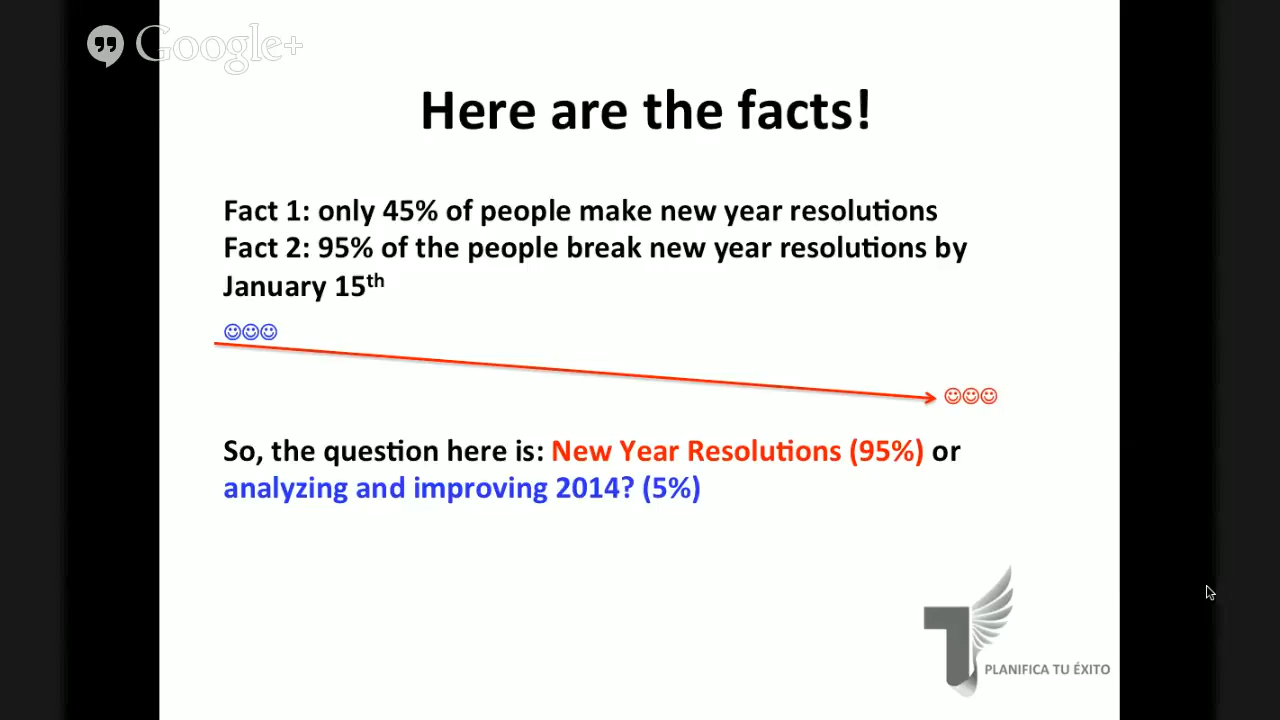 Google+
Here are the facts!
Fact 1: only 45% of people make new year resolutions
Fact 2: 95% of the people break new year resolutions by
January 15th
☺☺☺
☺☺☺
So, the question here is: New Year Resolutions (95%) or
analyzing and improving 2014? (5%)
PLANIFICA TU ÉXITO